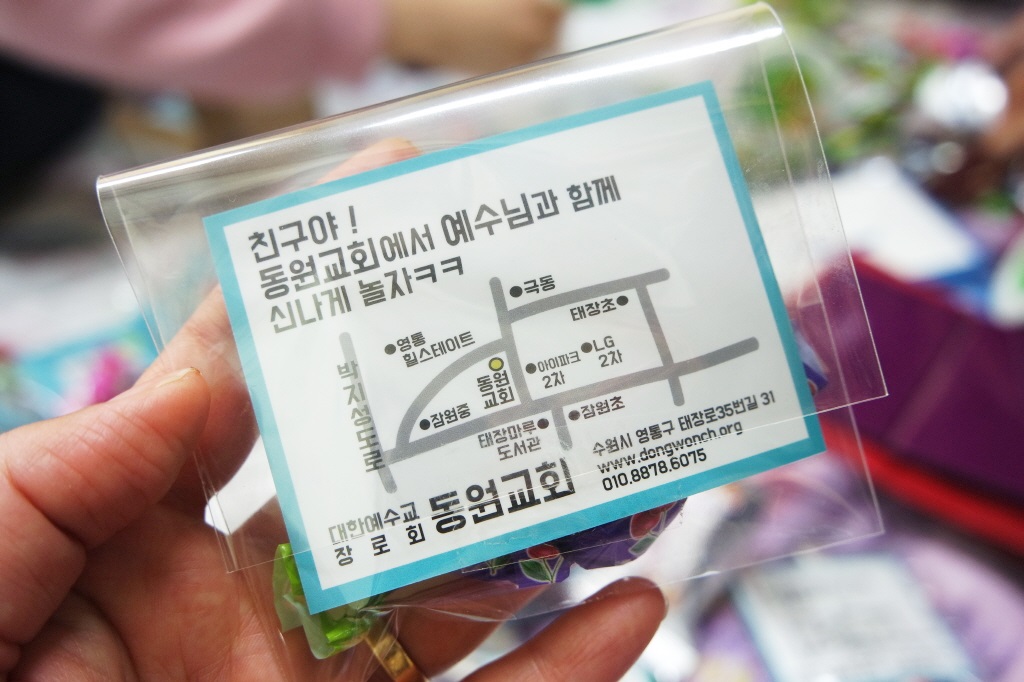 친구야 !
동원교회에서 예수님과 함께
신나게 놀자ㅋㅋ
극동
태장초
영통
힐스테이트
박지성도로
동원
교회
아이파크
2차
LG
2차
잠원중
태장마루
도서관
잠원초
수원시 영통구 태장로35번길 31
www.dongwonch.org
010.8878.6075
대한예수교
장로회
동원교회